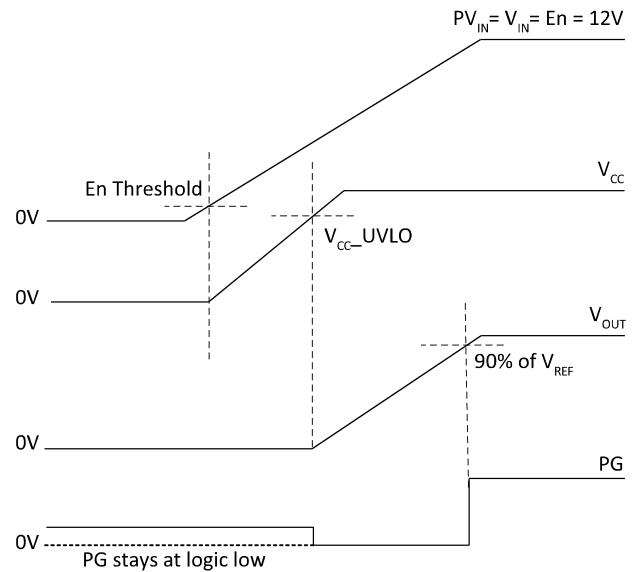 PV_IN = V_IN = En = 12V
V_CC
En Threshold
0V
V_CC_UVLO
0V
V_OUT
90% of V_REF
0V
PG
0V
PG stays at logic low